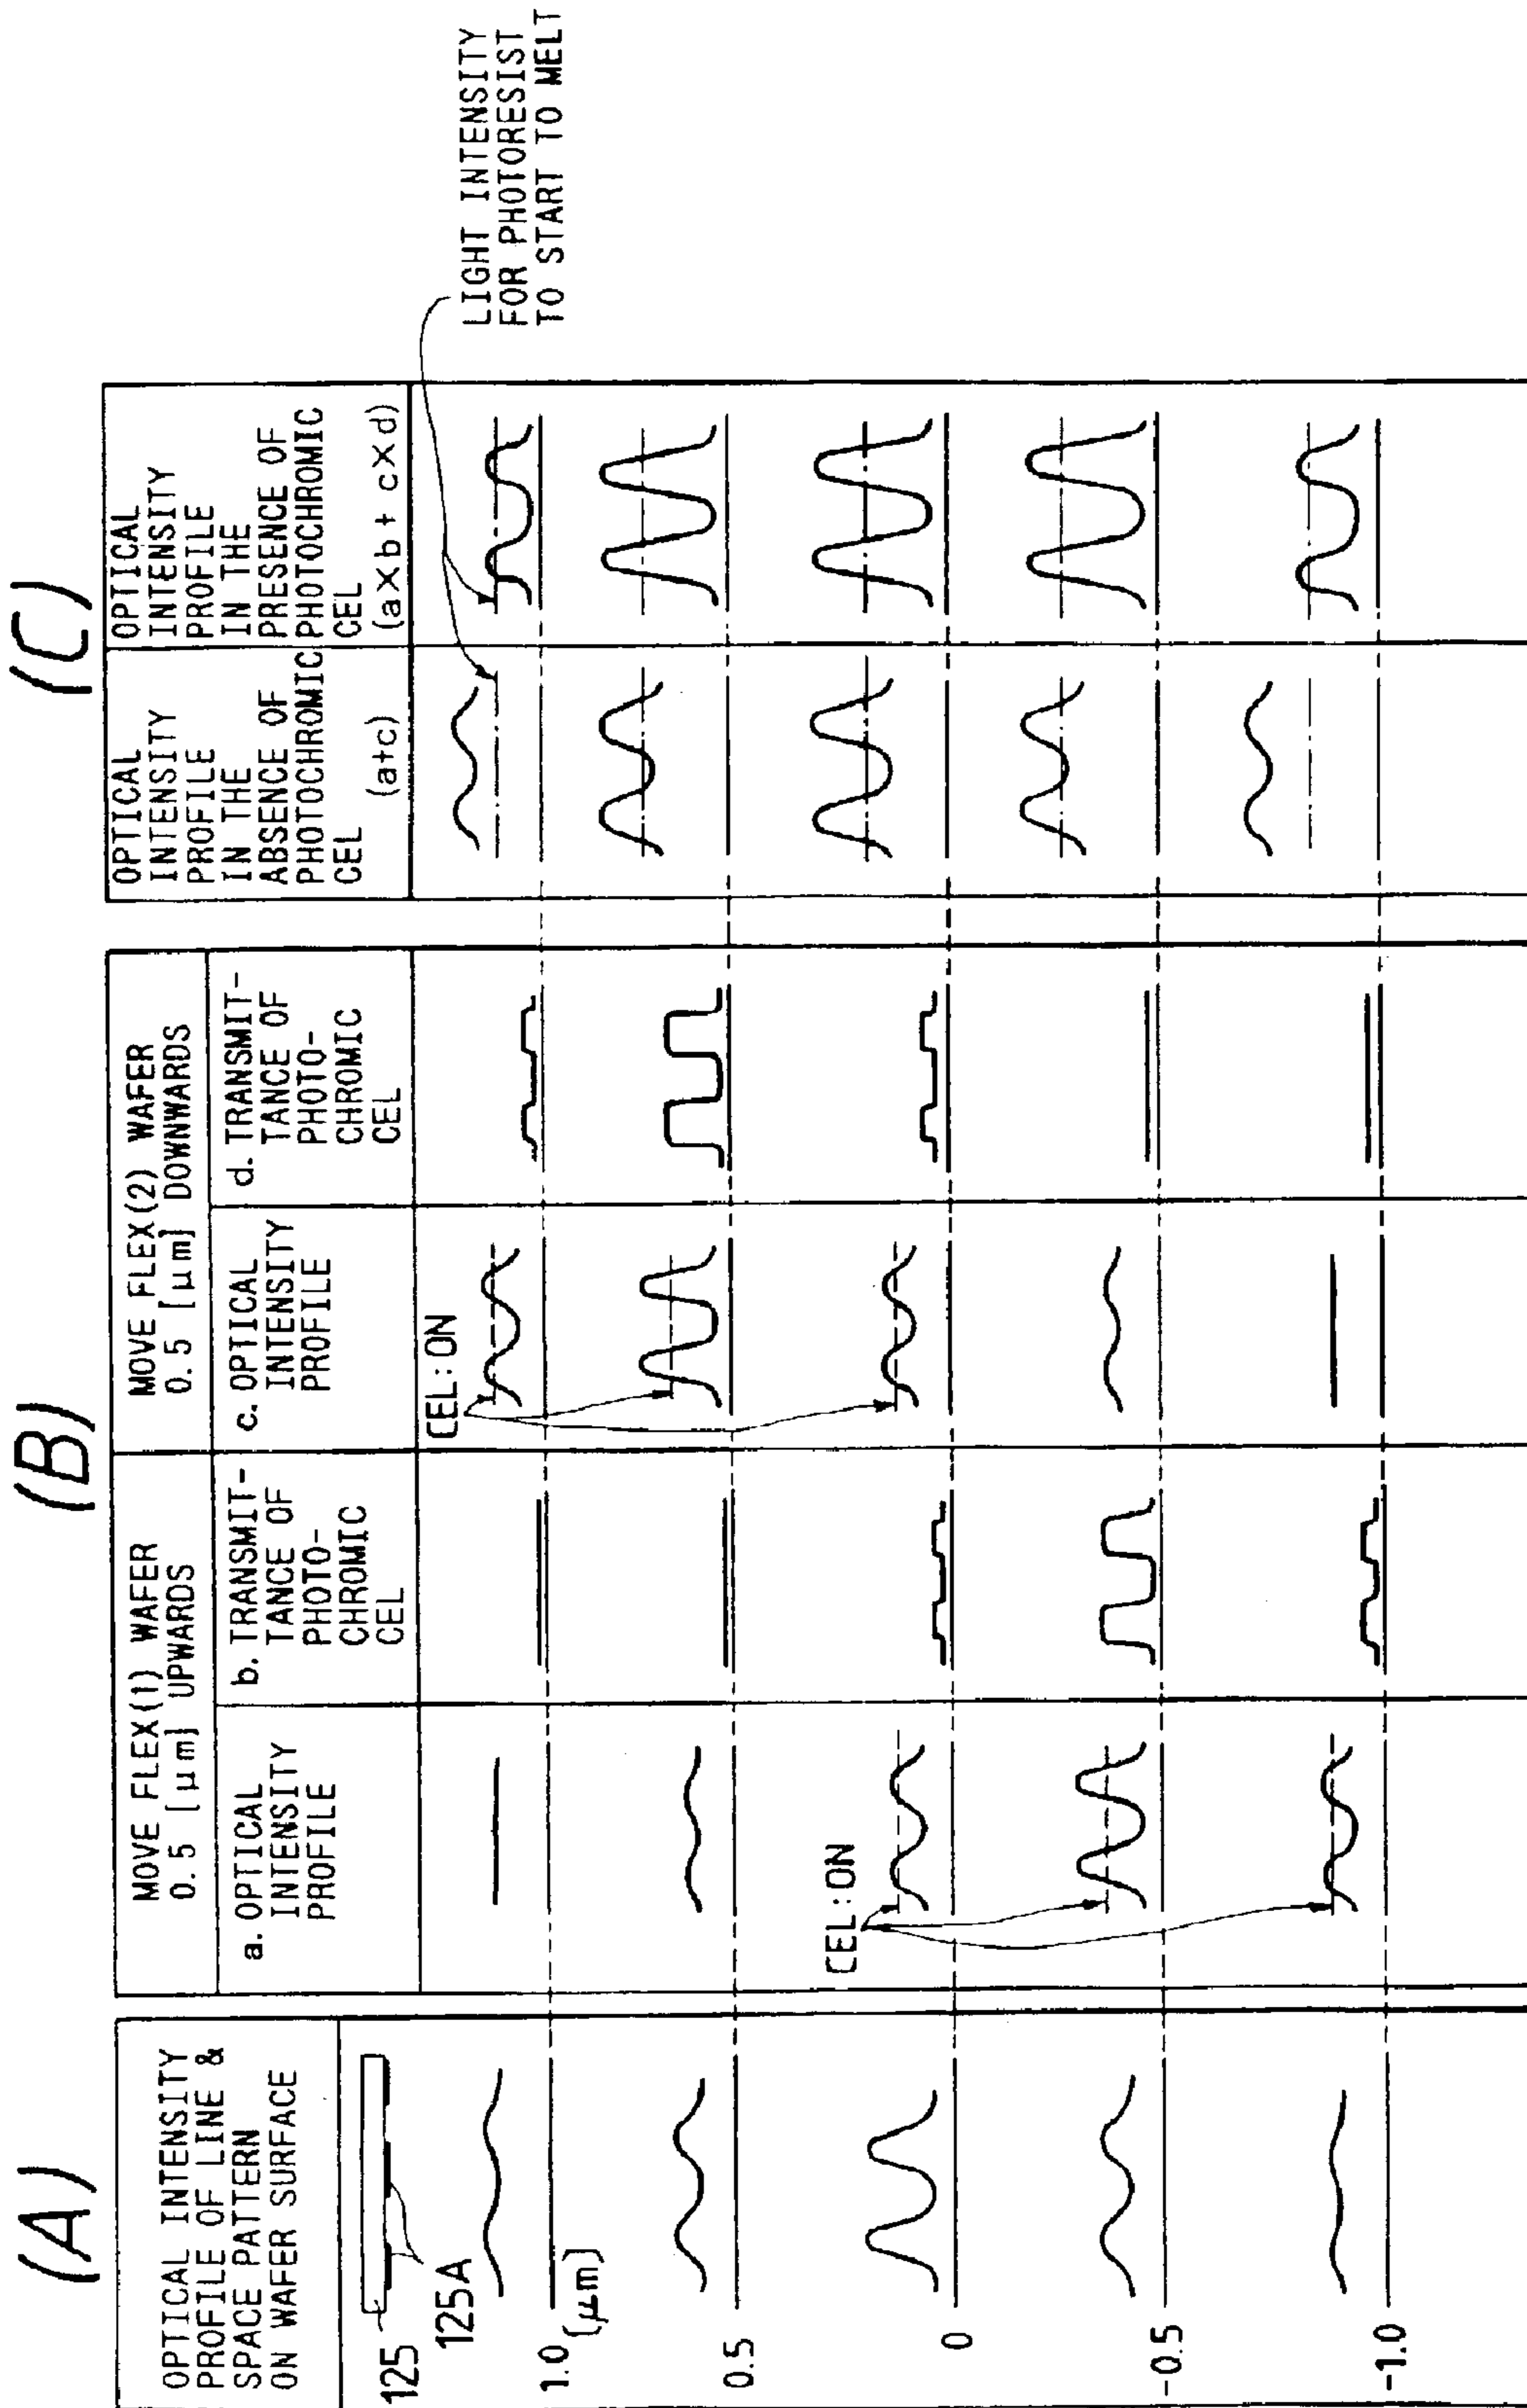 (A)
OPTICAL INTENSITY
PROFILE OF LINE &
SPACE PATTERN
ON WAFER SURFACE
125
125A
1.0
(μm)
0.5
0
-0.5
-1.0
(B)
MOVE FLEX(1) WAFER
0.5 [μm] UPWARDS
a. OPTICAL
INTENSITY
PROFILE
CEL:ON
b. TRANSMIT-
TANCE OF
PHOTO-
CHROMIC
CEL
MOVE FLEX(2) WAFER
0.5 [μm] DOWNWARDS
c. OPTICAL
INTENSITY
PROFILE
CEL:ON
d. TRANSMIT-
TANCE OF
PHOTO-
CHROMIC
CEL
(C)
OPTICAL
INTENSITY
PROFILE
IN THE
ABSENCE OF
PHOTOCHROMIC
CEL
(a+c)
OPTICAL
INTENSITY
PROFILE
IN THE
PRESENCE OF
PHOTOCHROMIC
CEL
(a×b + c×d)
LIGHT INTENSITY
FOR PHOTORESIST
TO START TO MELT